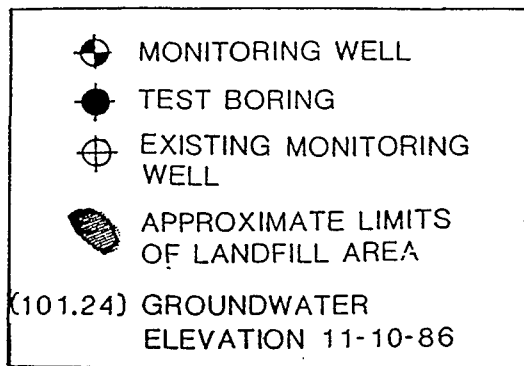 MONITORING WELL
TEST BORING
EXISTING MONITORING
WELL
APPROXIMATE LIMITS
OF LANDFILL AREA
(101.24) GROUNDWATER
ELEVATION 11-10-86